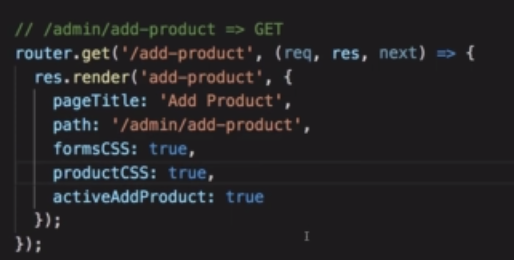 // /admin/add-product => GET
router.get('/add-product', (req, res, next) => {
  res.render('add-product', {
    pageTitle: 'Add Product',
    path: '/admin/add-product',
    formsCSS: true,
    productCSS: true,
    activeAddProduct: true
  });
});